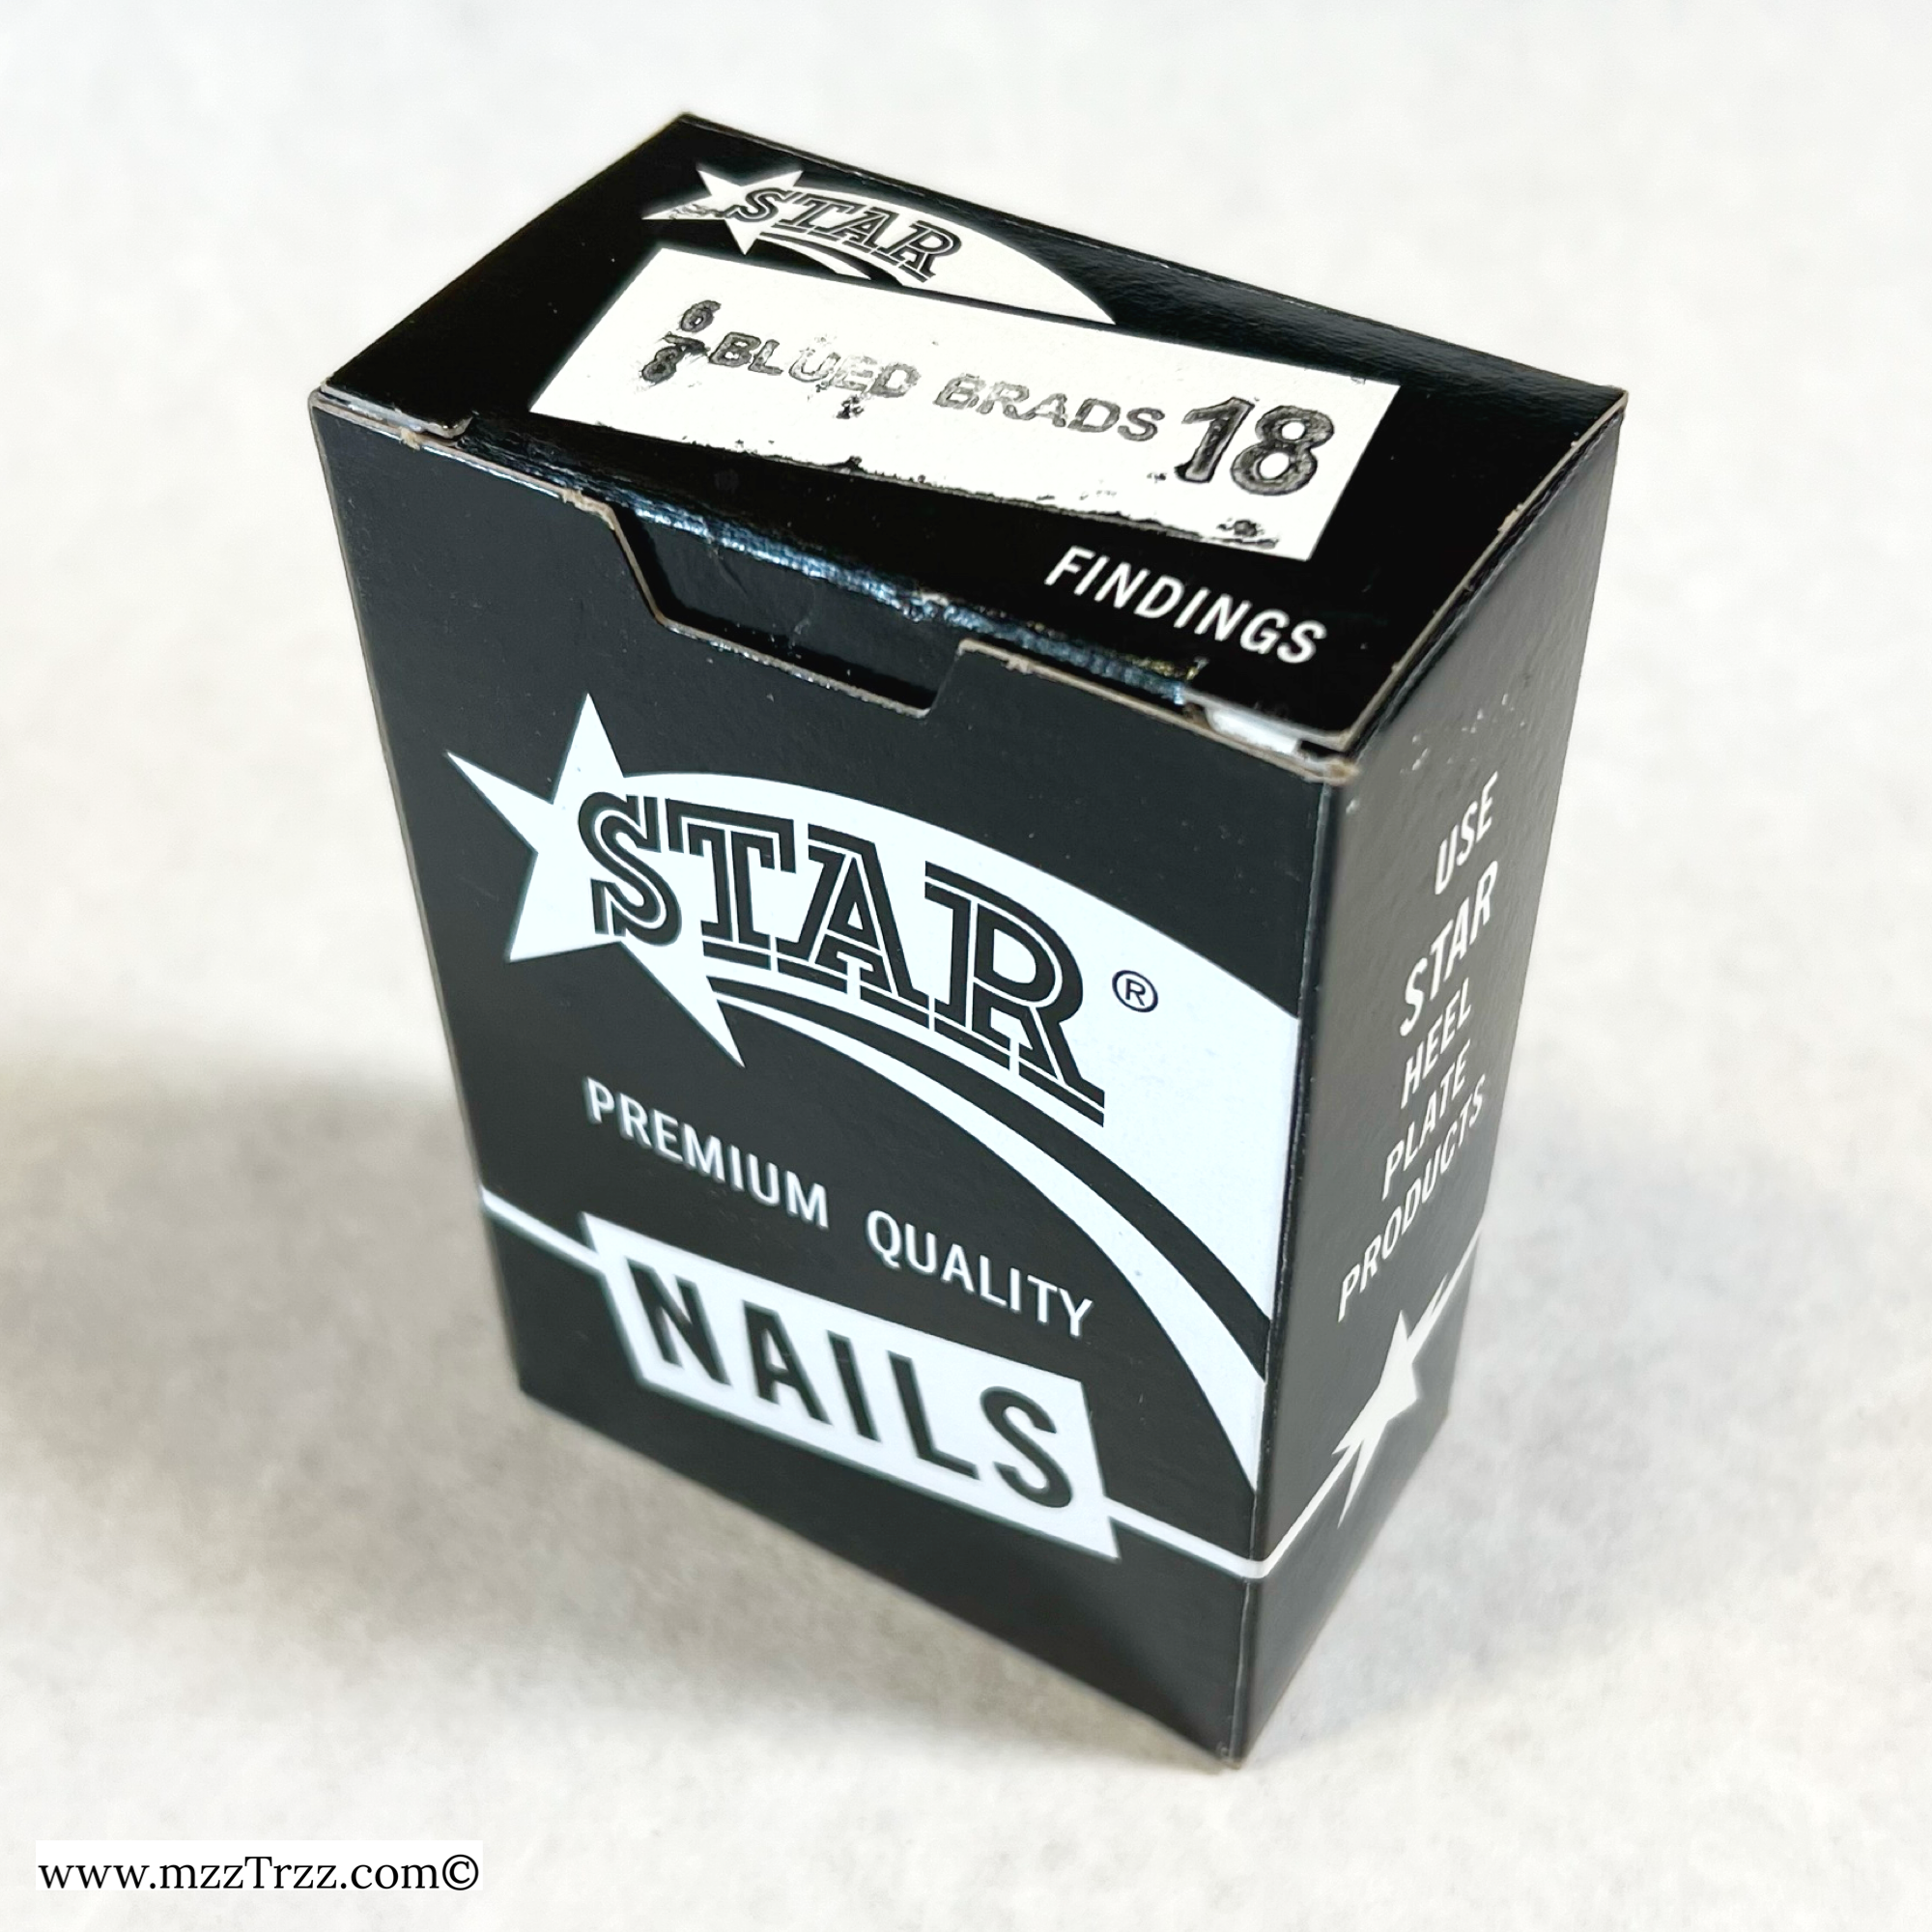 STAR
6/8 BLUED BRADS 18
FINDINGS
STAR®
PREMIUM QUALITY
NAILS
USE
STAR
HEEL
PLATE
PRODUCTS
www.mzzTrzz.com©